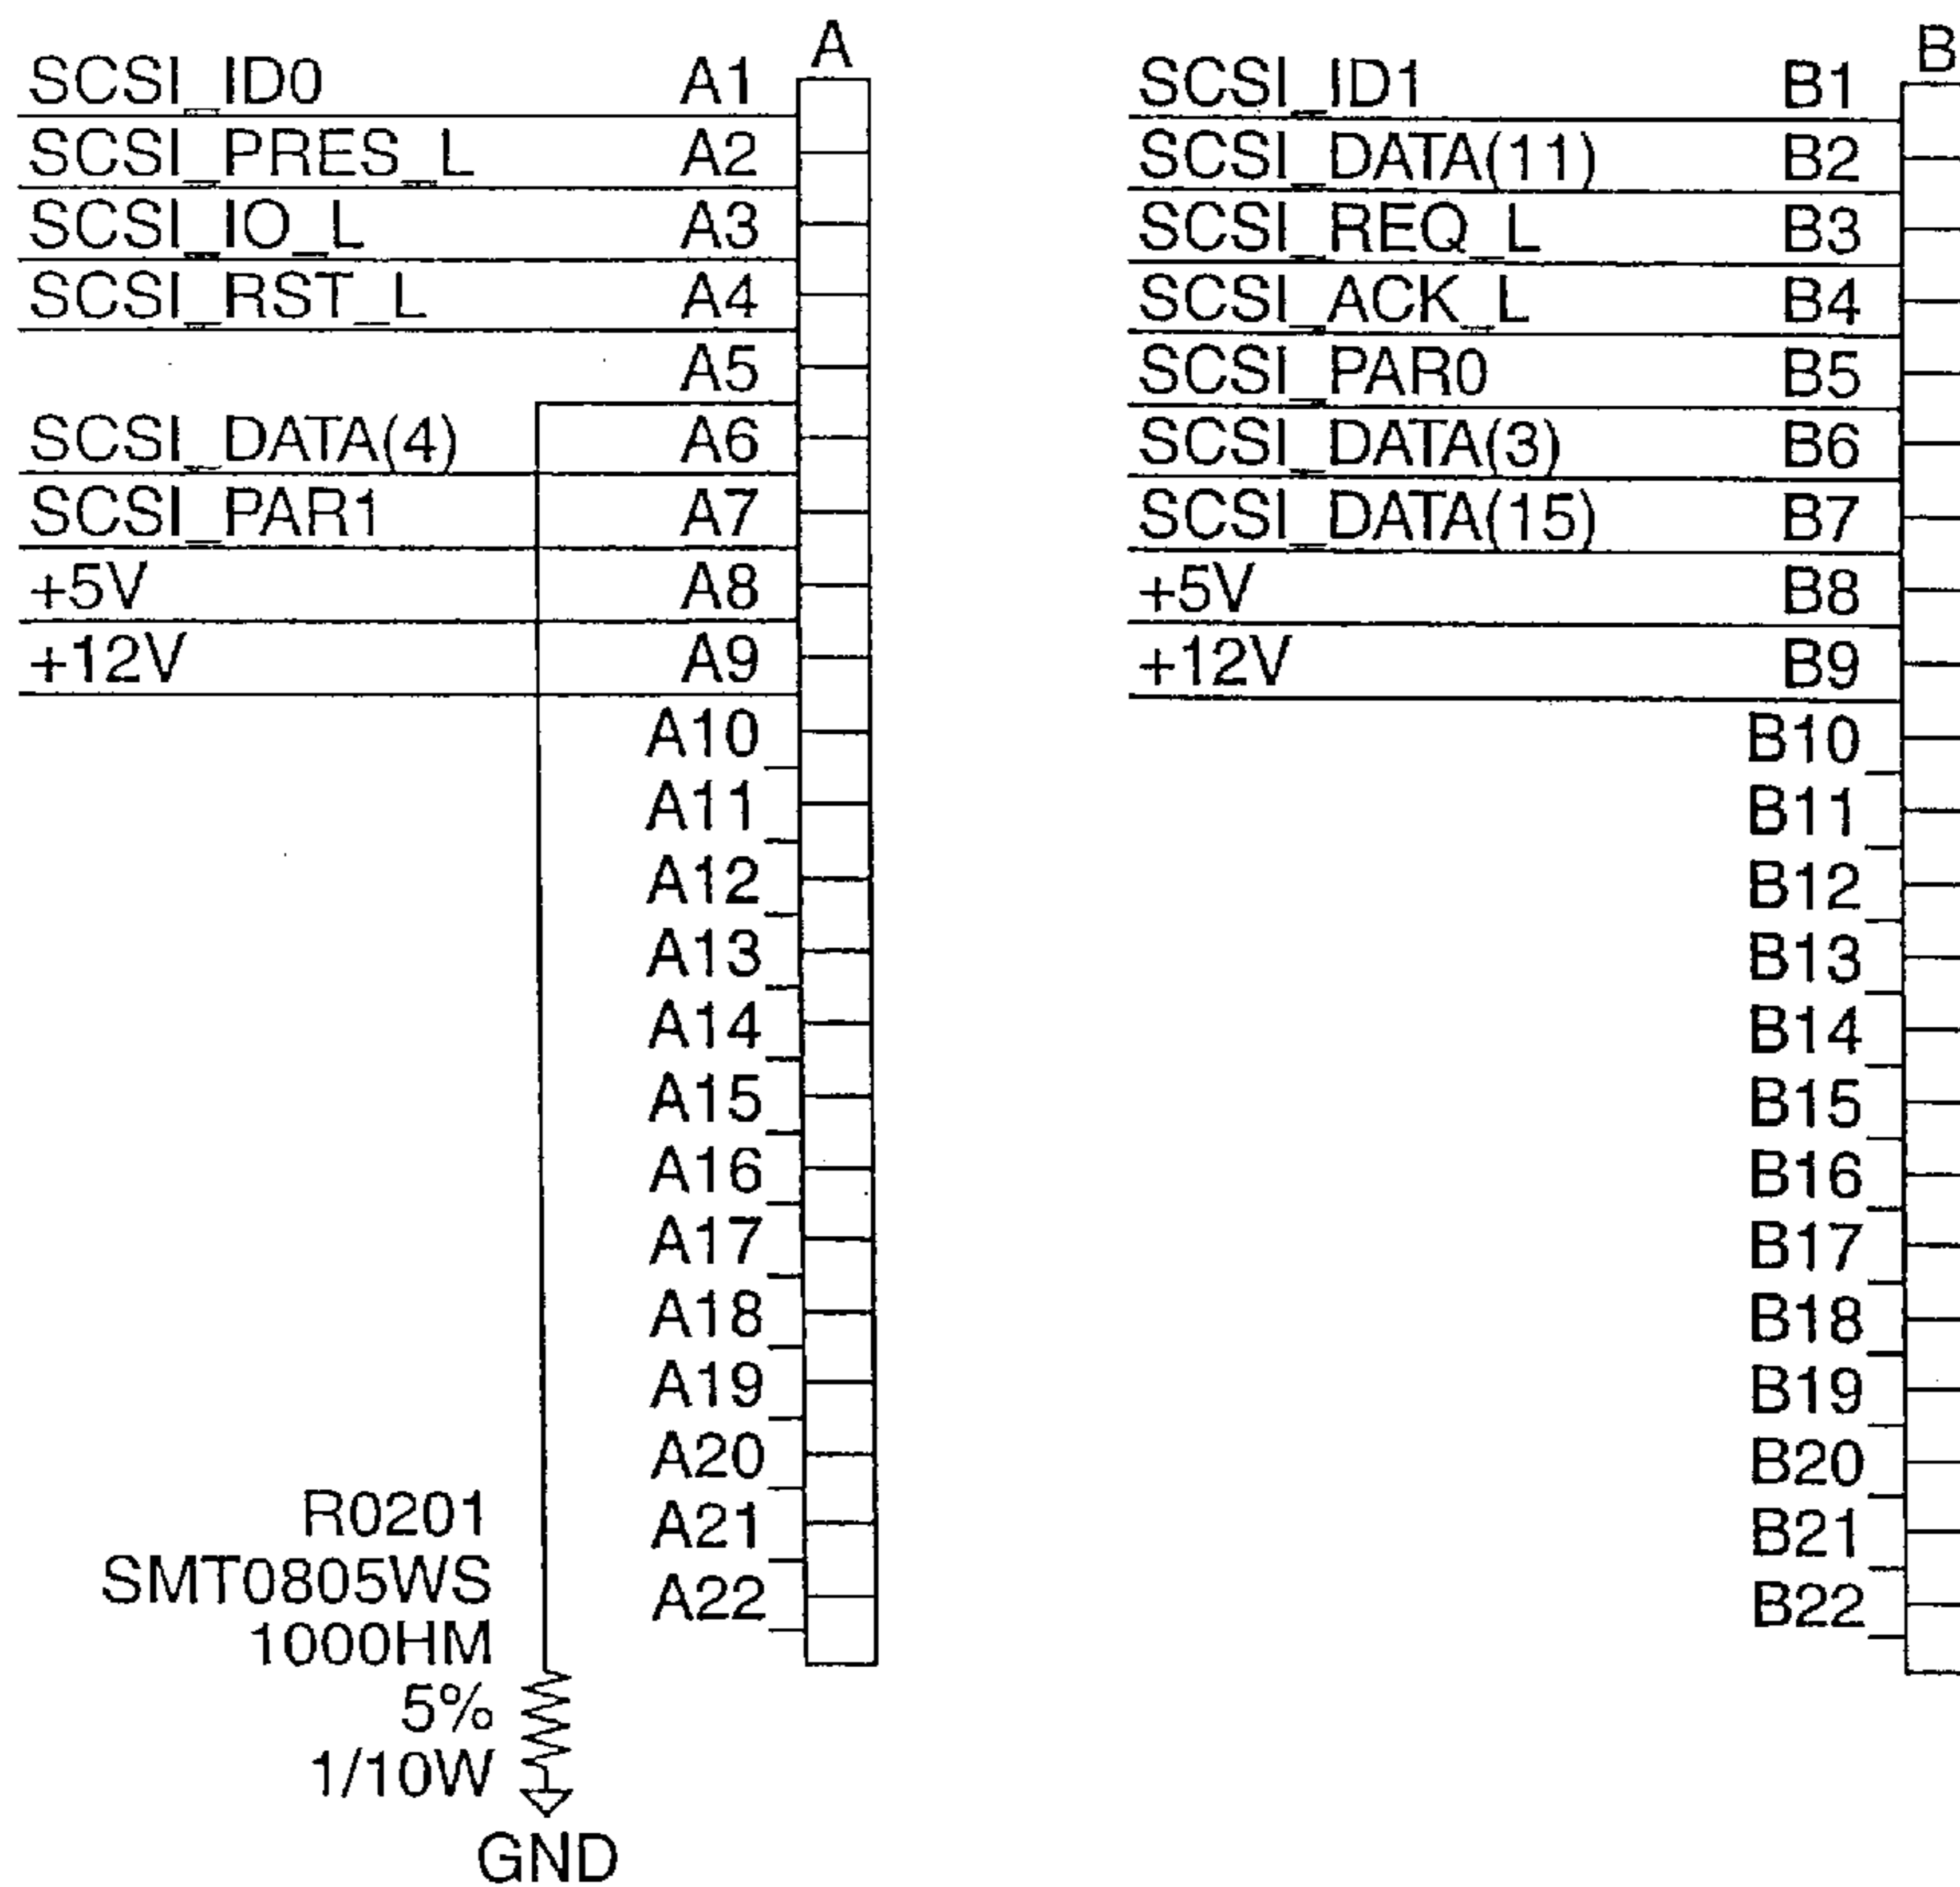 A
SCSI_ID0 A1
SCSI_PRES_L A2
SCSI_IO_L A3
SCSI_RST_L A4
A5
SCSI_DATA(4) A6
SCSI_PAR1 A7
+5V A8
+12V A9
A10
A11
A12
A13
A14
A15
A16
A17
A18
A19
A20
A21
A22
R0201
SMT0805WS
1000HM
5%
1/10W
GND
B
SCSI_ID1 B1
SCSI_DATA(11) B2
SCSI_REQ_L B3
SCSI_ACK_L B4
SCSI_PAR0 B5
SCSI_DATA(3) B6
SCSI_DATA(15) B7
+5V B8
+12V B9
B10
B11
B12
B13
B14
B15
B16
B17
B18
B19
B20
B21
B22